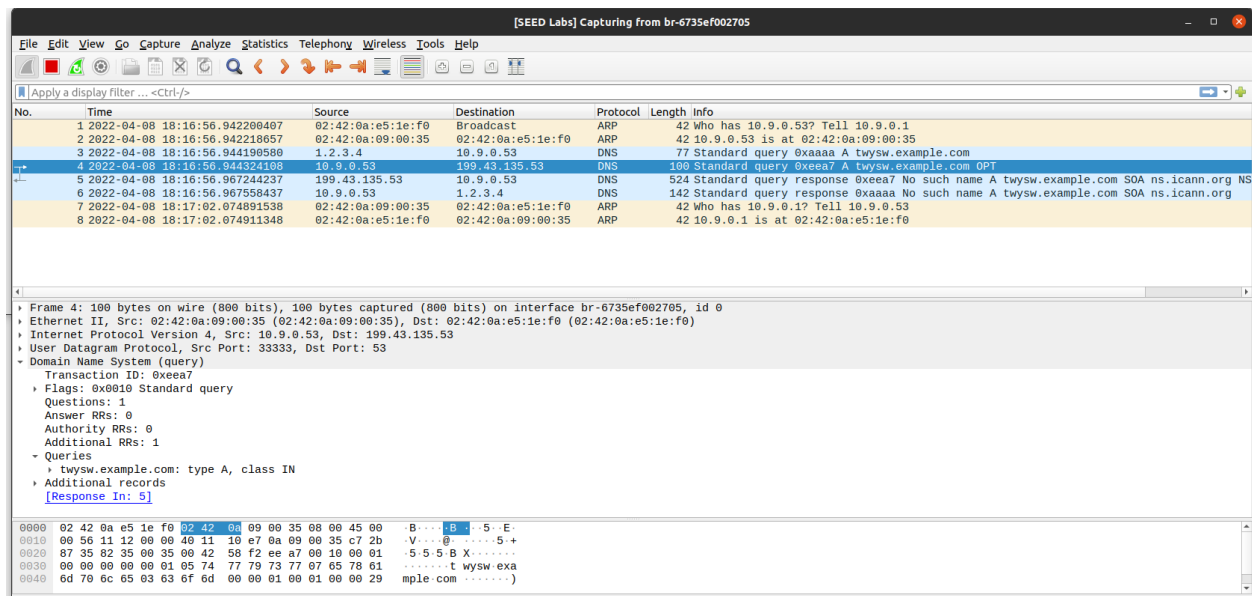 [SEED Labs] Capturing from br-6735ef002705
File Edit View Go Capture Analyze Statistics Telephony Wireless Tools Help
Apply a display filter … <Ctrl-/>
No. Time Source Destination Protocol Length Info
1 2022-04-08 18:16:56.942200407 02:42:0a:e5:1e:f0 Broadcast ARP 42 Who has 10.9.0.53? Tell 10.9.0.1
2 2022-04-08 18:16:56.942218657 02:42:0a:09:00:35 02:42:0a:e5:1e:f0 ARP 42 10.9.0.53 is at 02:42:0a:09:00:35
3 2022-04-08 18:16:56.944190580 1.2.3.4 10.9.0.53 DNS 77 Standard query 0xaaaa A twysw.example.com
4 2022-04-08 18:16:56.944324108 10.9.0.53 199.43.135.53 DNS 100 Standard query 0xeea7 A twysw.example.com OPT
5 2022-04-08 18:16:56.967244237 199.43.135.53 10.9.0.53 DNS 524 Standard query response 0xeea7 No such name A twysw.example.com SOA ns.icann.org NS
6 2022-04-08 18:16:56.967558437 10.9.0.53 1.2.3.4 DNS 142 Standard query response 0xaaaa No such name A twysw.example.com SOA ns.icann.org
7 2022-04-08 18:17:02.074891538 02:42:0a:09:00:35 02:42:0a:e5:1e:f0 ARP 42 Who has 10.9.0.1? Tell 10.9.0.53
8 2022-04-08 18:17:02.074911348 02:42:0a:e5:1e:f0 02:42:0a:09:00:35 ARP 42 10.9.0.1 is at 02:42:0a:e5:1e:f0
Frame 4: 100 bytes on wire (800 bits), 100 bytes captured (800 bits) on interface br-6735ef002705, id 0
Ethernet II, Src: 02:42:0a:09:00:35 (02:42:0a:09:00:35), Dst: 02:42:0a:e5:1e:f0 (02:42:0a:e5:1e:f0)
Internet Protocol Version 4, Src: 10.9.0.53, Dst: 199.43.135.53
User Datagram Protocol, Src Port: 33333, Dst Port: 53
Domain Name System (query)
Transaction ID: 0xeea7
Flags: 0x0010 Standard query
Questions: 1
Answer RRs: 0
Authority RRs: 0
Additional RRs: 1
Queries
twysw.example.com: type A, class IN
Additional records
[Response In: 5]
0000 02 42 0a e5 1e f0 02 42 0a 09 00 35 08 00 45 00 ·B·····B···5··E·
0010 00 56 11 12 00 00 40 11 10 e7 0a 09 00 35 c7 2b ·V····@······5·+
0020 87 35 82 35 00 35 00 42 58 f2 ee a7 00 10 00 01 ·5·5·5·BX·······
0030 00 00 00 00 00 01 05 74 77 79 73 77 07 65 78 61 ·······t wysw·exa
0040 6d 70 6c 65 03 63 6f 6d 00 00 01 00 01 00 00 29 mple·com ·······)